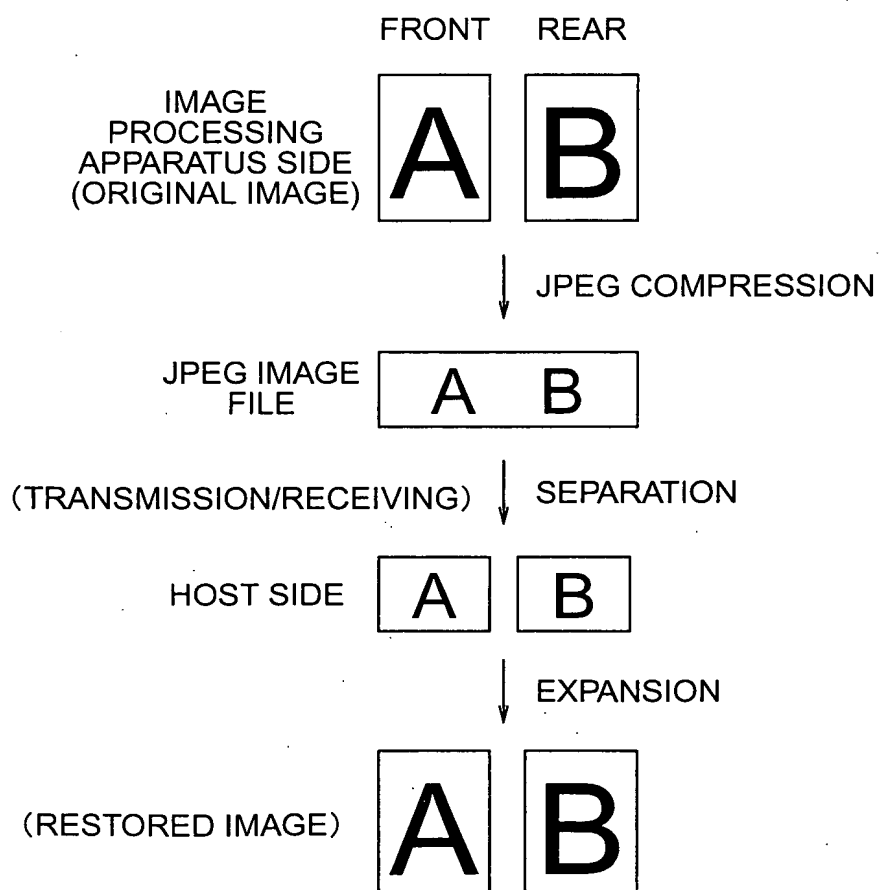 FRONT REAR
IMAGE
PROCESSING
APPARATUS SIDE
(ORIGINAL IMAGE)
A B
JPEG COMPRESSION
JPEG IMAGE
FILE
A B
(TRANSMISSION/RECEIVING)
SEPARATION
HOST SIDE
A B
EXPANSION
(RESTORED IMAGE)
A B